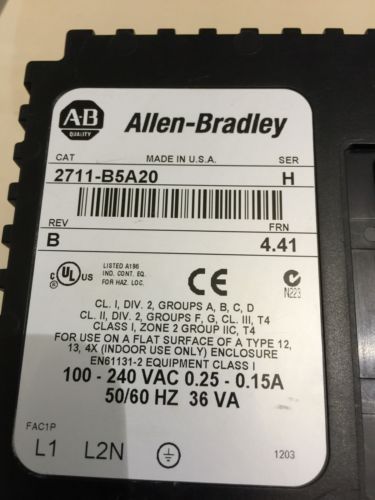 A-B
QUALITY
Allen-Bradley
CAT MADE IN U.S.A. SER
2711-B5A20 H
REV FRN
B 4.41
c UL US
LISTED A196
IND. CONT. EQ.
FOR HAZ. LOC.
CE
N223
CL. I, DIV. 2, GROUPS A, B, C, D
CL. II, DIV. 2, GROUPS F, G, CL. III, T4
CLASS I, ZONE 2 GROUP IIC, T4
FOR USE ON A FLAT SURFACE OF A TYPE 12,
13, 4X (INDOOR USE ONLY) ENCLOSURE
EN61131-2 EQUIPMENT CLASS I
100 - 240 VAC 0.25 - 0.15A
50/60 HZ 36 VA
FAC1P
L1 L2N 1203